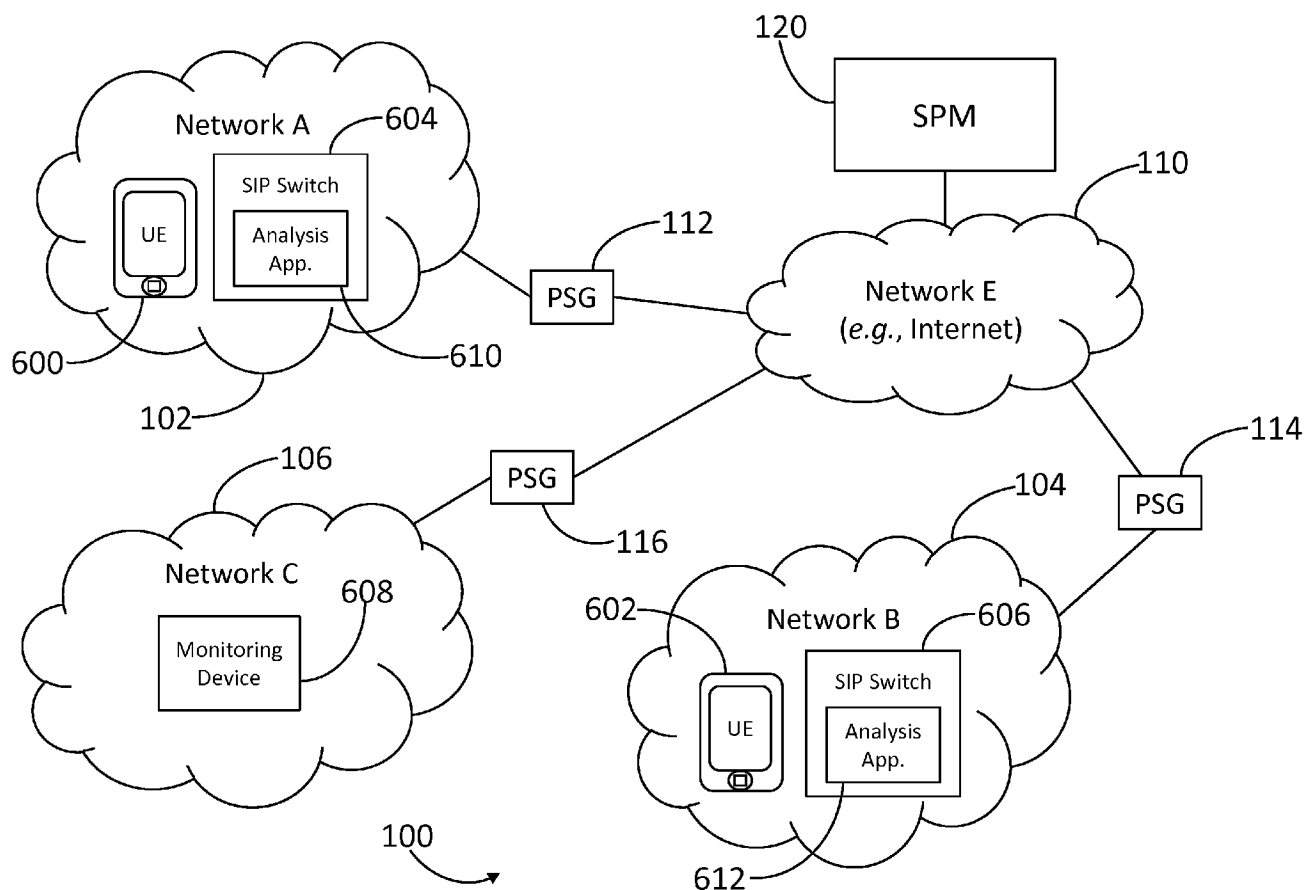 120
SPM
Network A
604
SIP Switch
UE
Analysis
App.
600
610
102
112
PSG
110
Network E
(e.g., Internet)
114
PSG
106
PSG
116
Network C
608
Monitoring
Device
104
602
Network B
606
SIP Switch
UE
Analysis
App.
612
100